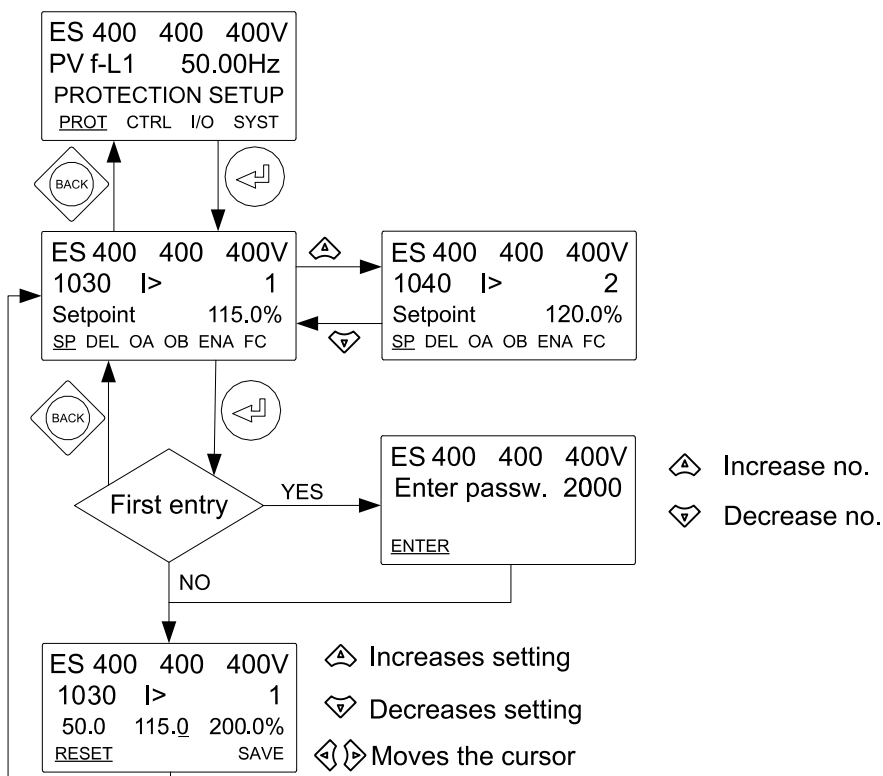 ES 400 400 400V
PV f-L1 50.00Hz
PROTECTION SETUP
PROT CTRL I/O SYST
BACK
ES 400 400 400V
1030 I> 1
Setpoint 115.0%
SP DEL OA OB ENA FC
ES 400 400 400V
1040 I> 2
Setpoint 120.0%
SP DEL OA OB ENA FC
BACK
First entry
YES
ES 400 400 400V
Enter passw. 2000
ENTER
Increase no.
Decrease no.
NO
ES 400 400 400V
1030 I> 1
50.0 115.0 200.0%
RESET SAVE
Increases setting
Decreases setting
Moves the cursor